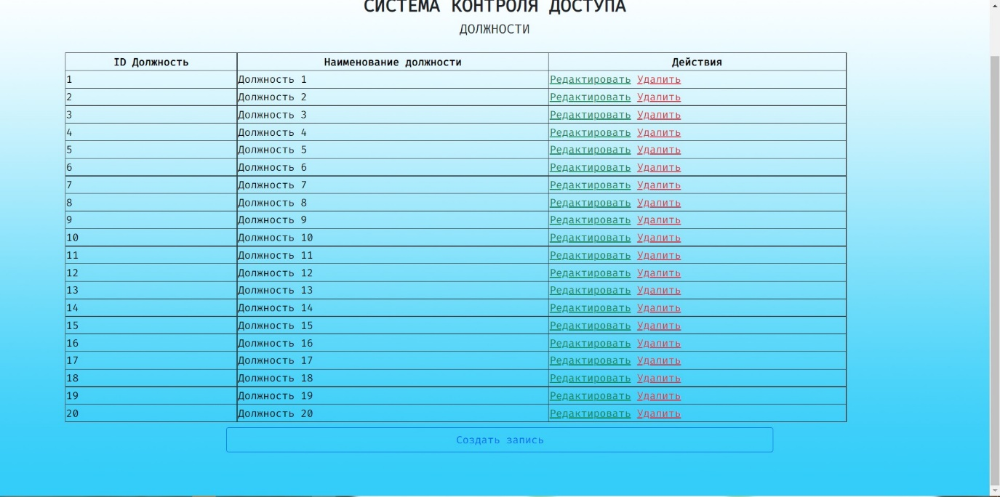 СИСТЕМА КОНТРОЛЯ ДОСТУПА
ДОЛЖНОСТИ
ID Должность Наименование должности Действия
1 Должность 1 Редактировать Удалить
2 Должность 2 Редактировать Удалить
3 Должность 3 Редактировать Удалить
4 Должность 4 Редактировать Удалить
5 Должность 5 Редактировать Удалить
6 Должность 6 Редактировать Удалить
7 Должность 7 Редактировать Удалить
8 Должность 8 Редактировать Удалить
9 Должность 9 Редактировать Удалить
10 Должность 10 Редактировать Удалить
11 Должность 11 Редактировать Удалить
12 Должность 12 Редактировать Удалить
13 Должность 13 Редактировать Удалить
14 Должность 14 Редактировать Удалить
15 Должность 15 Редактировать Удалить
16 Должность 16 Редактировать Удалить
17 Должность 17 Редактировать Удалить
18 Должность 18 Редактировать Удалить
19 Должность 19 Редактировать Удалить
20 Должность 20 Редактировать Удалить
Создать запись